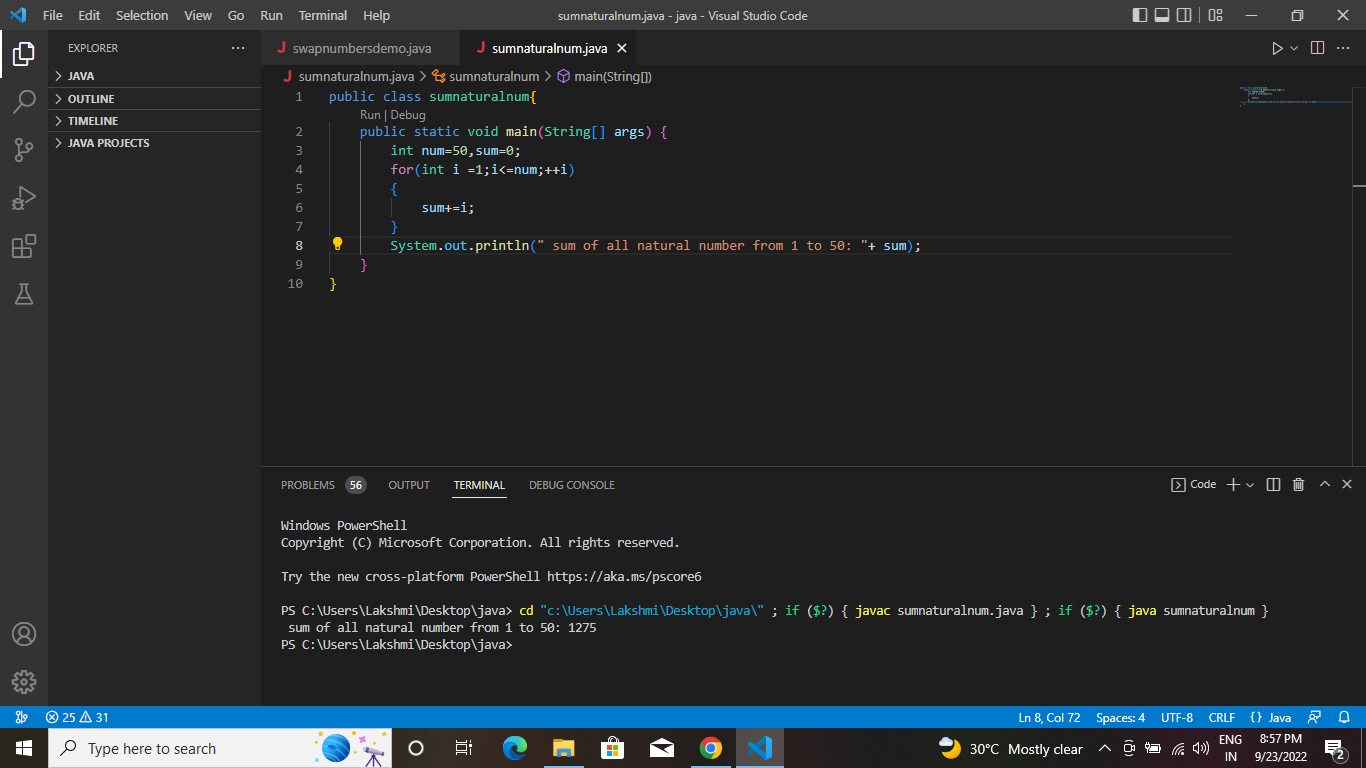 File Edit Selection View Go Run Terminal Help sumnaturalnum.java - java - Visual Studio Code
EXPLORER
JAVA
OUTLINE
TIMELINE
JAVA PROJECTS
J swapnumbersdemo.java J sumnaturalnum.java
J sumnaturalnum.java > sumnaturalnum > main(String[])
1 public class sumnaturalnum{
Run | Debug
2 public static void main(String[] args) {
3 int num=50,sum=0;
4 for(int i =1;i<=num;++i)
5 {
6 sum+=i;
7 }
8 System.out.println(" sum of all natural number from 1 to 50: "+ sum);
9 }
10 }
PROBLEMS 56 OUTPUT TERMINAL DEBUG CONSOLE Code
Windows PowerShell
Copyright (C) Microsoft Corporation. All rights reserved.
Try the new cross-platform PowerShell https://aka.ms/pscore6
PS C:\Users\Lakshmi\Desktop\java> cd "c:\Users\Lakshmi\Desktop\java\" ; if ($?) { javac sumnaturalnum.java } ; if ($?) { java sumnaturalnum }
sum of all natural number from 1 to 50: 1275
PS C:\Users\Lakshmi\Desktop\java>
25 31 Ln 8, Col 72 Spaces: 4 UTF-8 CRLF {} Java
Type here to search 30°C Mostly clear ENG IN 8:57 PM 9/23/2022 2